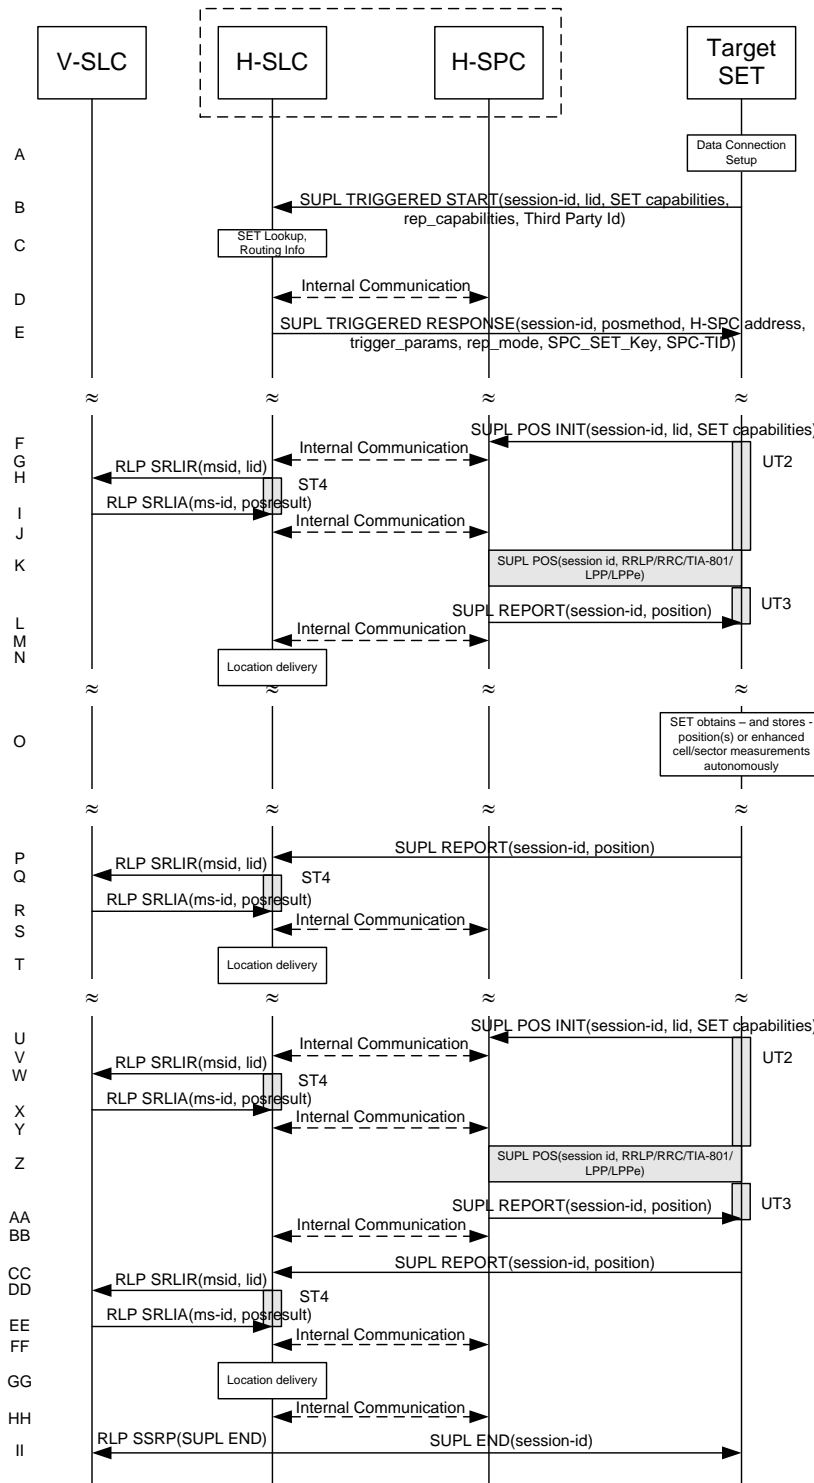 V-SLC
H-SLC
H-SPC
Target
SET
A
Data Connection
Setup
B
SUPL TRIGGERED START(session-id, lid, SET capabilities,
rep_capabilities, Third Party Id)
C
SET Lookup,
Routing Info
D
Internal Communication
E
SUPL TRIGGERED RESPONSE(session-id, posmethod, H-SPC address,
trigger_params, rep_mode, SPC_SET_Key, SPC-TID)
≈ ≈ ≈ ≈
F
SUPL POS INIT(session-id, lid, SET capabilities)
G
Internal Communication
UT2
H
RLP SRLIR(msid, lid)
ST4
I
RLP SRLIA(ms-id, posresult)
J
Internal Communication
K
SUPL POS(session id, RRLP/RRC/TIA-801/
LPP/LPPe)
UT3
L
SUPL REPORT(session-id, position)
M
Internal Communication
N
Location delivery
≈ ≈ ≈ ≈
O
SET obtains – and stores -
position(s) or enhanced
cell/sector measurements
autonomously
≈ ≈ ≈ ≈
P
SUPL REPORT(session-id, position)
Q
RLP SRLIR(msid, lid)
ST4
R
RLP SRLIA(ms-id, posresult)
S
Internal Communication
T
Location delivery
≈ ≈ ≈ ≈
U
SUPL POS INIT(session-id, lid, SET capabilities)
V
Internal Communication
UT2
W
RLP SRLIR(msid, lid)
ST4
X
RLP SRLIA(ms-id, posresult)
Y
Internal Communication
Z
SUPL POS(session id, RRLP/RRC/TIA-801/
LPP/LPPe)
UT3
AA
SUPL REPORT(session-id, position)
BB
Internal Communication
CC
SUPL REPORT(session-id, position)
DD
RLP SRLIR(msid, lid)
ST4
EE
RLP SRLIA(ms-id, posresult)
FF
Internal Communication
GG
Location delivery
HH
Internal Communication
II
RLP SSRP(SUPL END)
SUPL END(session-id)